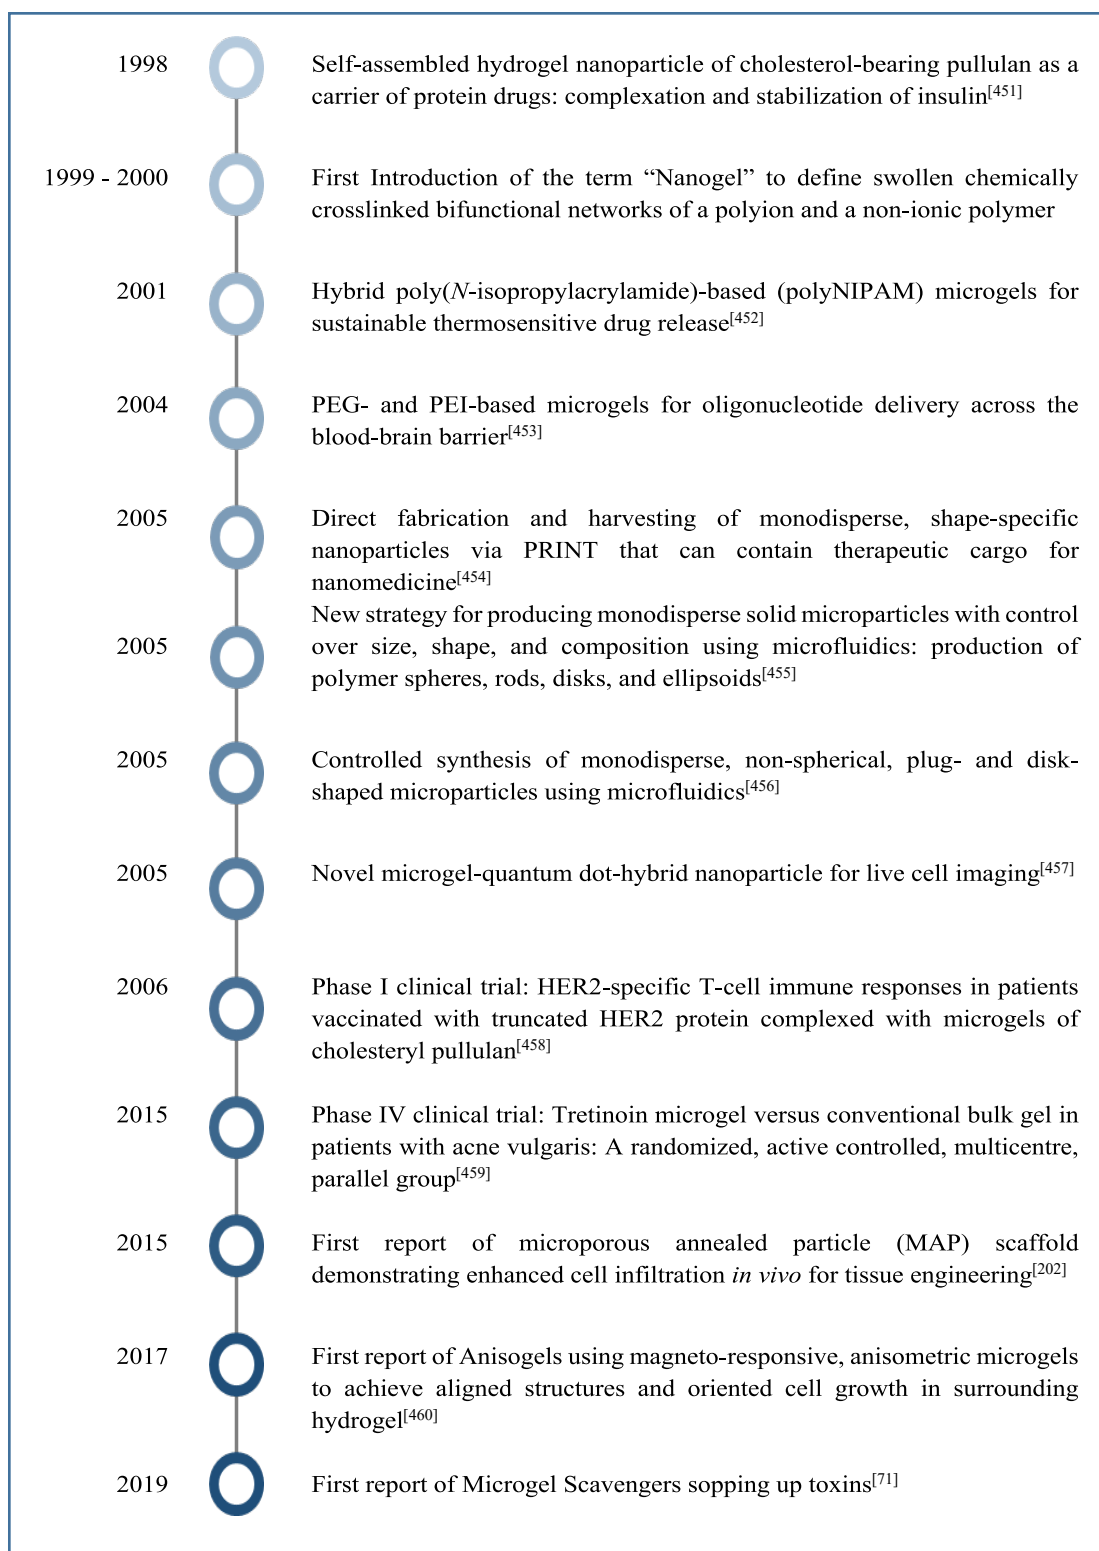 1998
Self-assembled hydrogel nanoparticle of cholesterol-bearing pullulan as a
carrier of protein drugs: complexation and stabilization of insulin[451]
1999 - 2000
First Introduction of the term “Nanogel” to define swollen chemically
crosslinked bifunctional networks of a polyion and a non-ionic polymer
2001
Hybrid poly(N-isopropylacrylamide)-based (polyNIPAM) microgels for
sustainable thermosensitive drug release[452]
2004
PEG- and PEI-based microgels for oligonucleotide delivery across the
blood-brain barrier[453]
2005
Direct fabrication and harvesting of monodisperse, shape-specific
nanoparticles via PRINT that can contain therapeutic cargo for
nanomedicine[454]
2005
New strategy for producing monodisperse solid microparticles with control
over size, shape, and composition using microfluidics: production of
polymer spheres, rods, disks, and ellipsoids[455]
2005
Controlled synthesis of monodisperse, non-spherical, plug- and disk-
shaped microparticles using microfluidics[456]
2005
Novel microgel-quantum dot-hybrid nanoparticle for live cell imaging[457]
2006
Phase I clinical trial: HER2-specific T-cell immune responses in patients
vaccinated with truncated HER2 protein complexed with microgels of
cholesteryl pullulan[458]
2015
Phase IV clinical trial: Tretinoin microgel versus conventional bulk gel in
patients with acne vulgaris: A randomized, active controlled, multicentre,
parallel group[459]
2015
First report of microporous annealed particle (MAP) scaffold
demonstrating enhanced cell infiltration in vivo for tissue engineering[202]
2017
First report of Anisogels using magneto-responsive, anisometric microgels
to achieve aligned structures and oriented cell growth in surrounding
hydrogel[460]
2019
First report of Microgel Scavengers sopping up toxins[71]